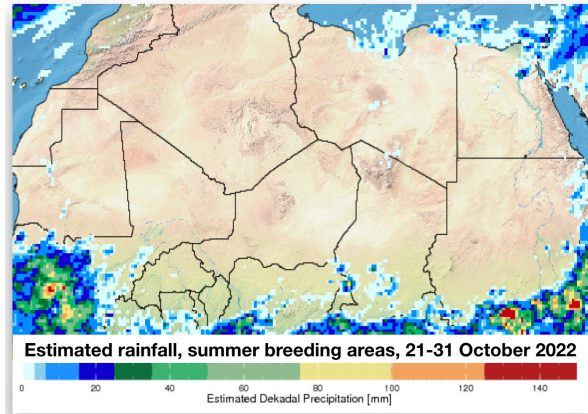 Estimated rainfall, summer breeding areas, 21-31 October 2022
0 20 40 60 80 100 120 140
Estimated Dekadal Precipitation [mm]